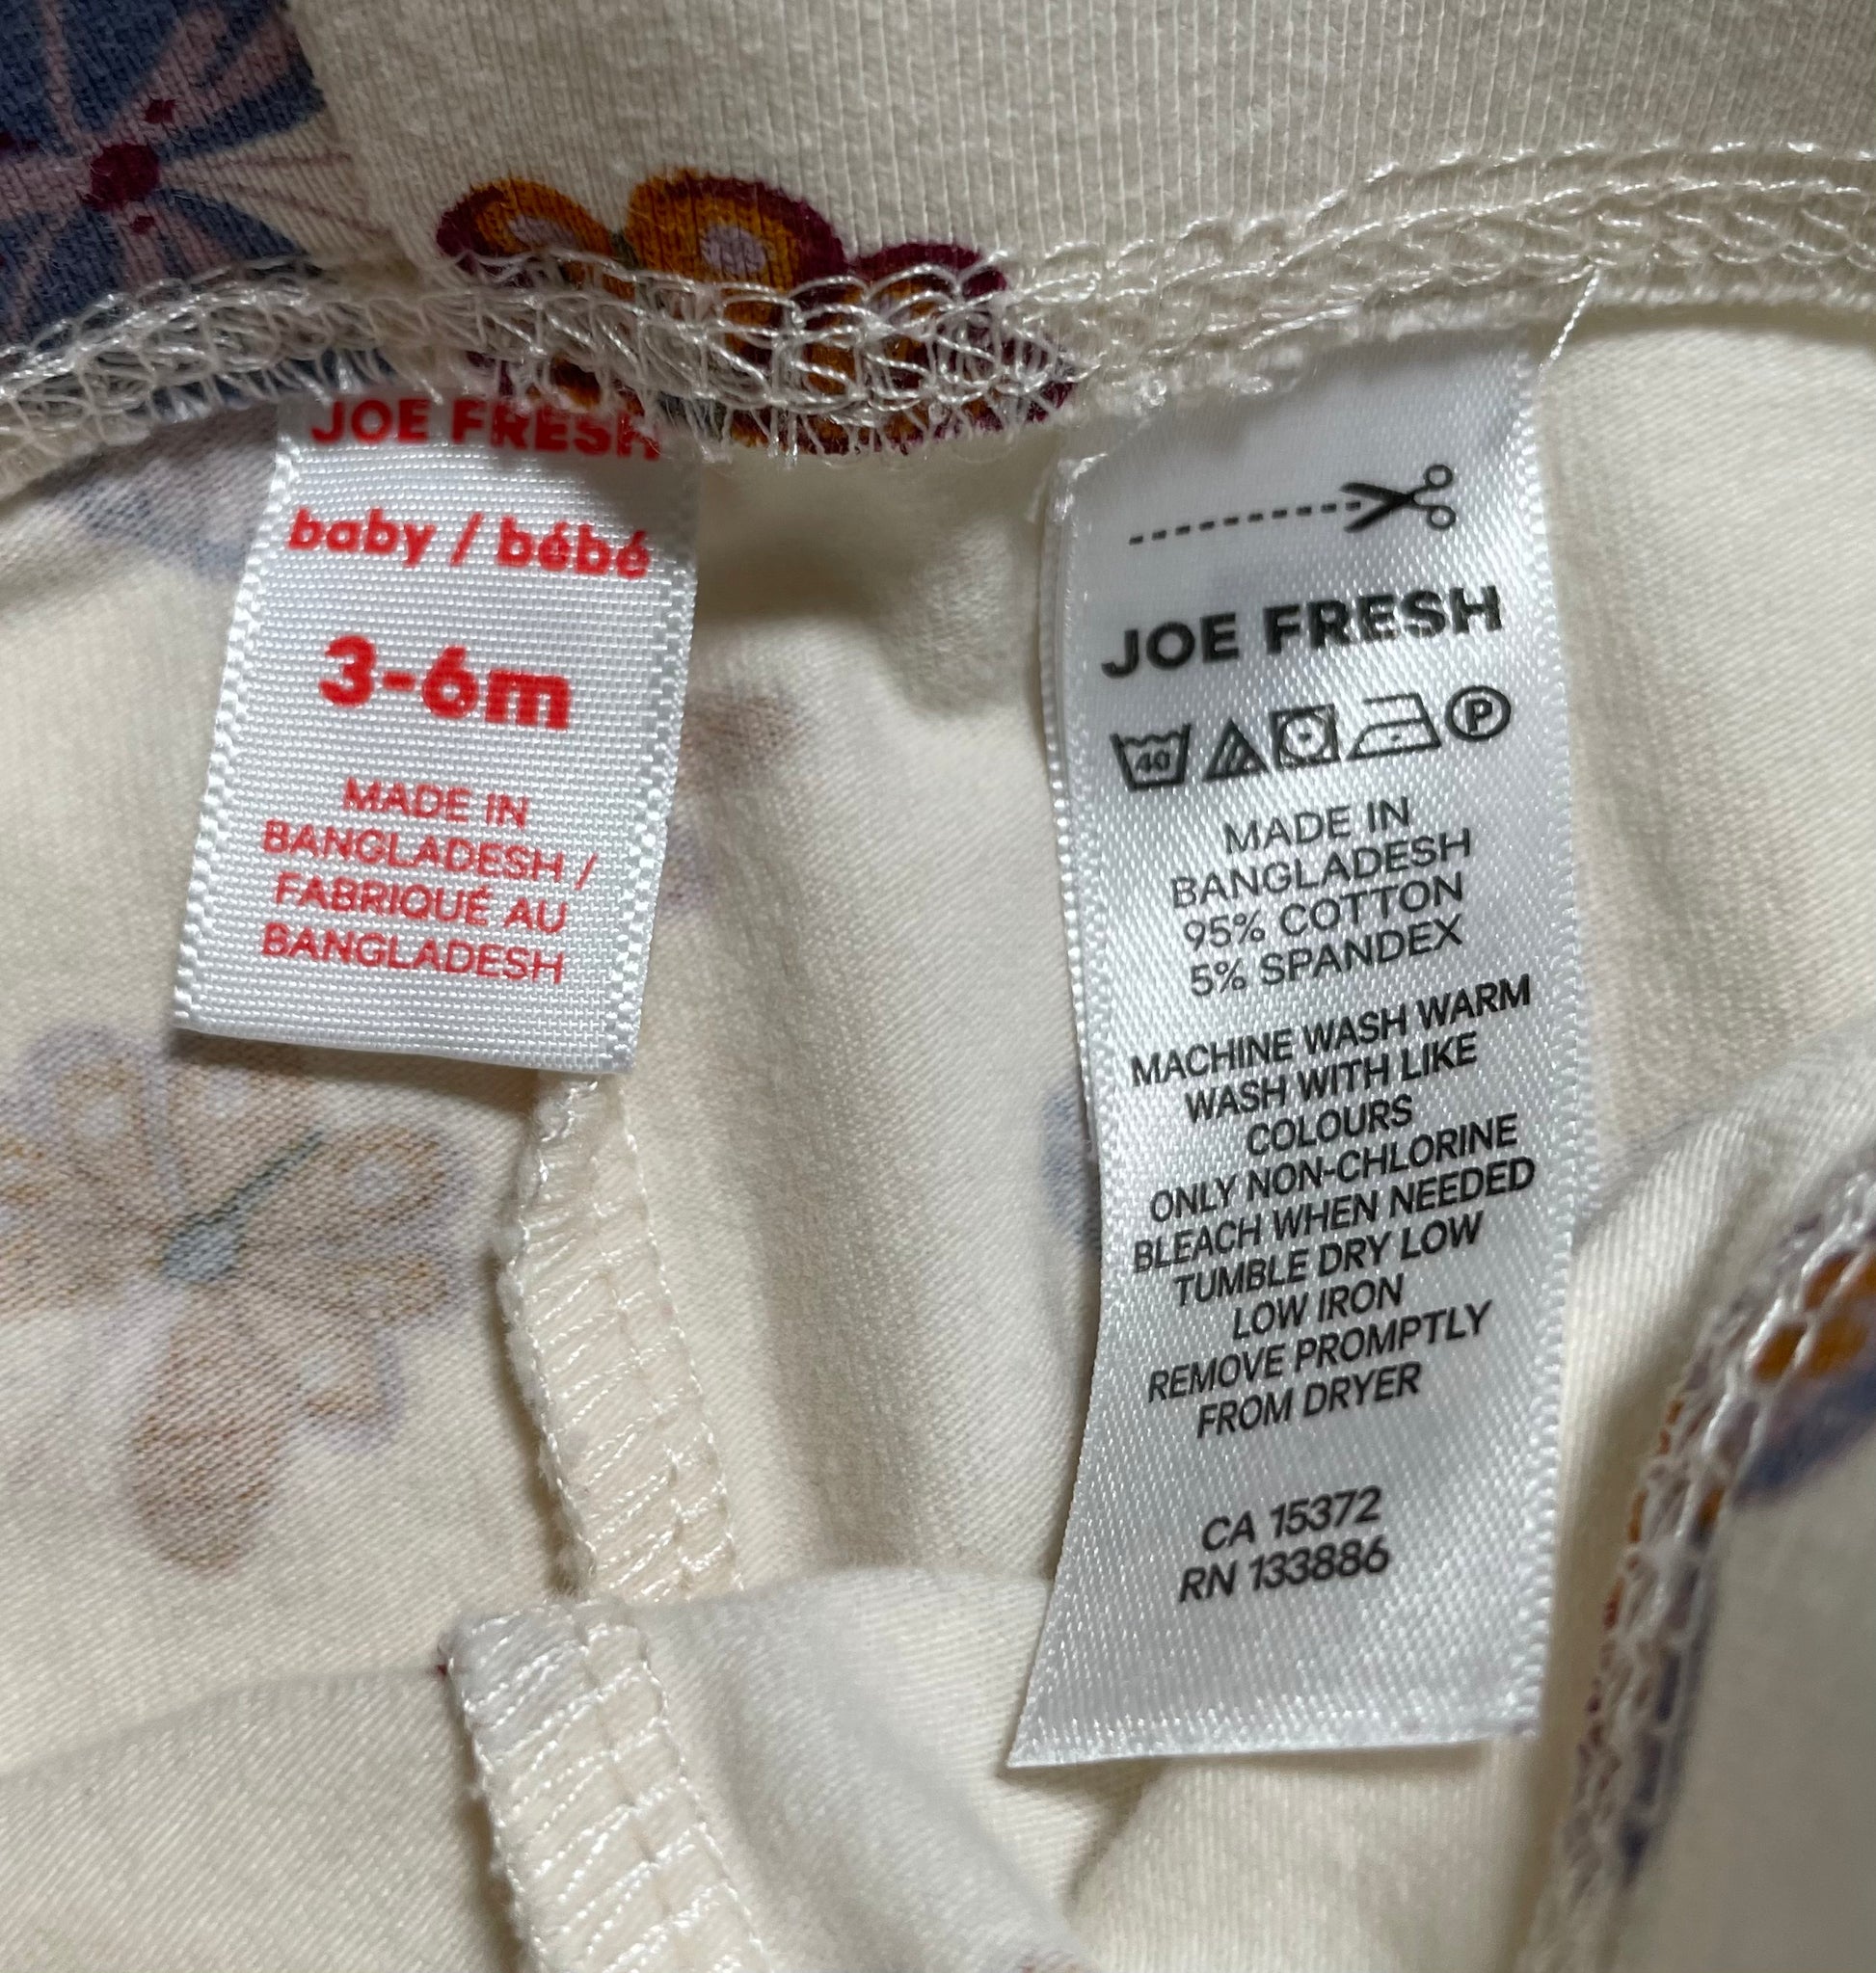 JOE FRESH
baby / bébé
3-6m
MADE IN
BANGLADESH /
FABRIQUÉ AU
BANGLADESH
JOE FRESH
40
P
MADE IN
BANGLADESH
95% COTTON
5% SPANDEX
MACHINE WASH WARM
WASH WITH LIKE
COLOURS
ONLY NON-CHLORINE
BLEACH WHEN NEEDED
TUMBLE DRY LOW
LOW IRON
REMOVE PROMPTLY
FROM DRYER
CA 15372
RN 133886